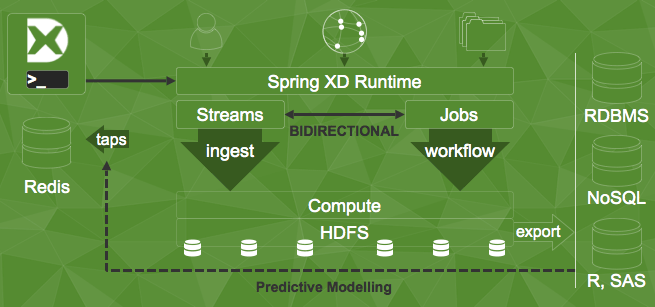 >_
Spring XD Runtime
Streams
BIDIRECTIONAL
Jobs
RDBMS
taps
ingest
workflow
Redis
NoSQL
Compute
HDFS
export
R, SAS
Predictive Modelling